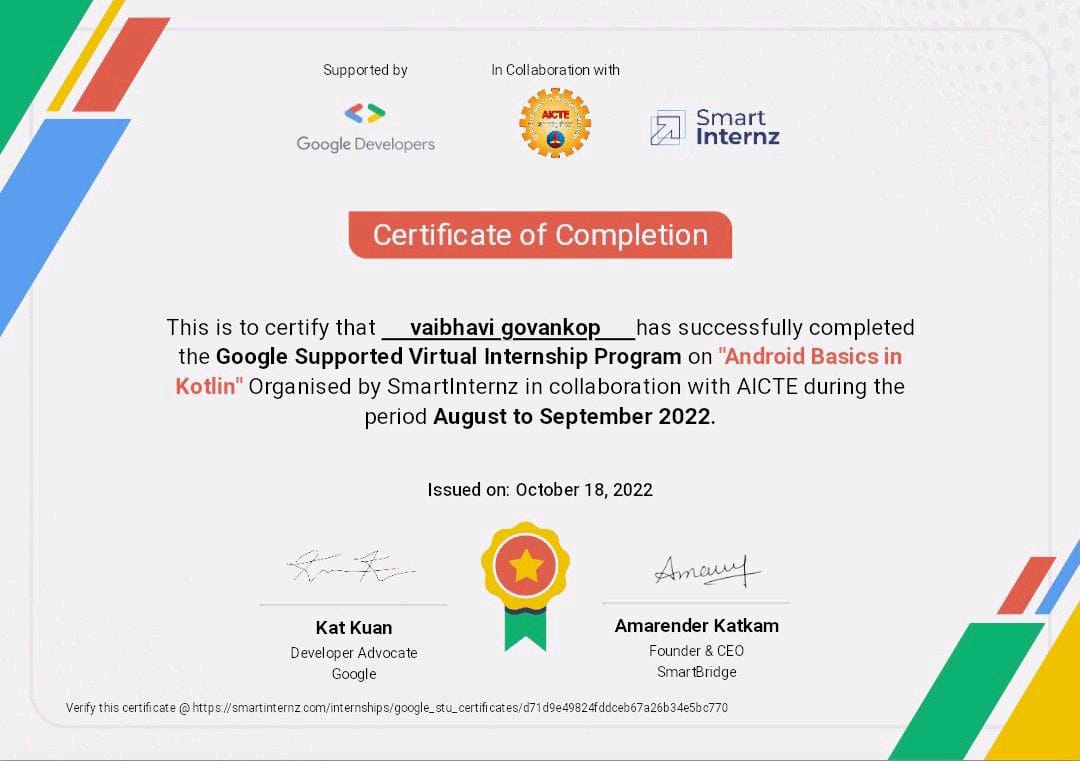 Supported by
In Collaboration with
Google Developers
AICTE
Smart
Internz
Certificate of Completion
This is to certify that vaibhavi govankop has successfully completed
the Google Supported Virtual Internship Program on "Android Basics in
Kotlin" Organised by SmartInternz in collaboration with AICTE during the
period August to September 2022.
Issued on: October 18, 2022
Kat Kuan
Developer Advocate
Google
Amarender Katkam
Founder & CEO
SmartBridge
Verify this certificate @ https://smartinternz.com/internships/google_stu_certificates/d71d9e49824fddceb67a26b34e5bc770